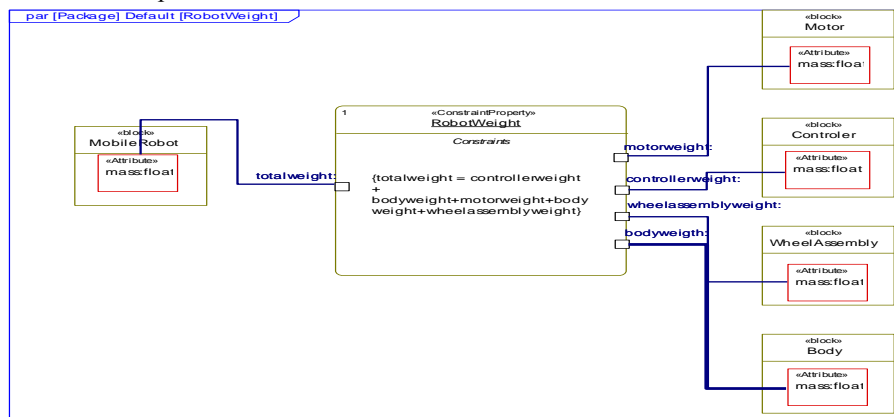 par [Package] Default [RobotWeight]
«block»
Motor
«Attribute»
mass:float
1
«ConstraintProperty»
RobotWeight
Constraints
{totalweight = controllerweight
+
bodyweight+motorweight+body
weight+wheelassemblyweight}
«block»
MobileRobot
«Attribute»
mass:float
totalweight:
motorweight:
controllerweight:
wheelassemblyweight:
bodyweigth:
«block»
Controler
«Attribute»
mass:float
«block»
WheelAssembly
«Attribute»
mass:float
«block»
Body
«Attribute»
mass:float